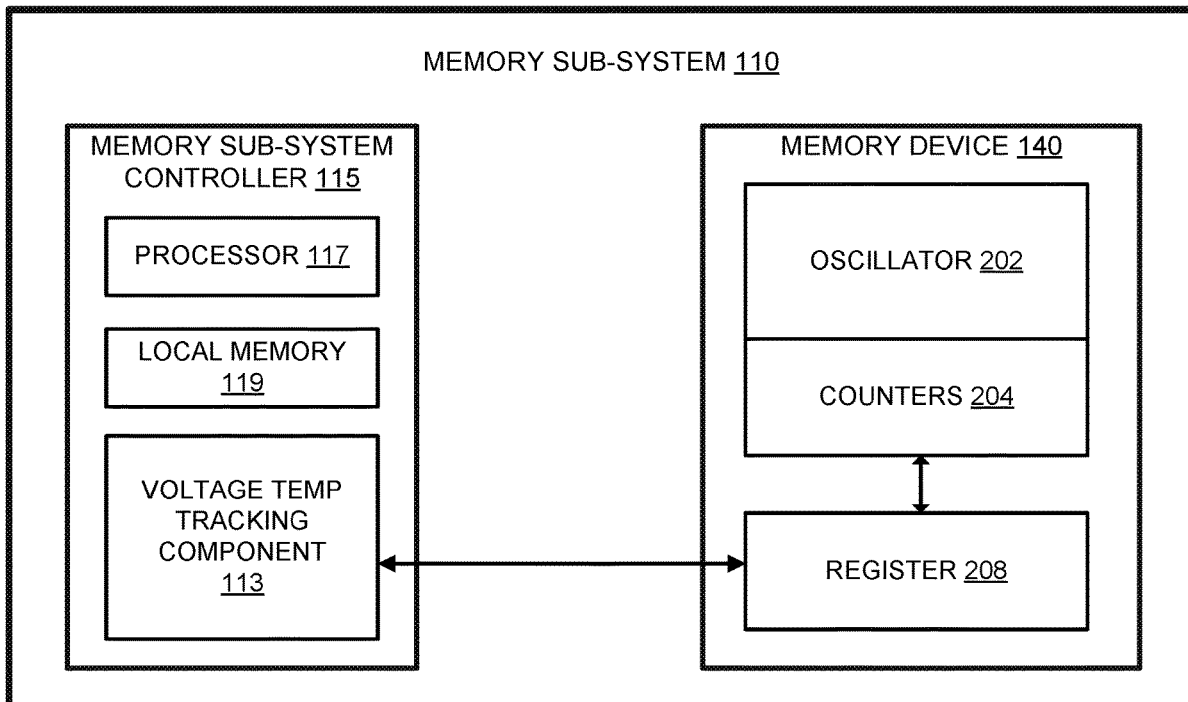 MEMORY SUB-SYSTEM 110
MEMORY SUB-SYSTEM
CONTROLLER 115
PROCESSOR 117
LOCAL MEMORY
119
VOLTAGE TEMP
TRACKING
COMPONENT
113
MEMORY DEVICE 140
OSCILLATOR 202
COUNTERS 204
REGISTER 208